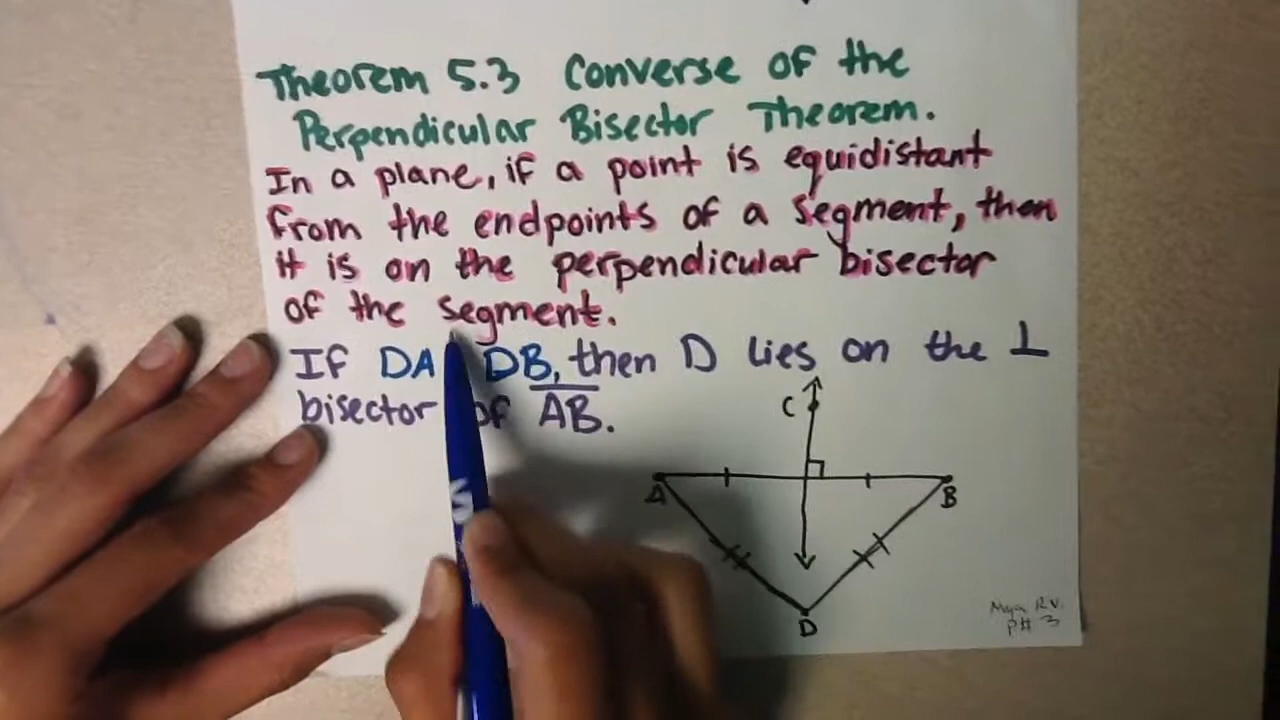 Theorem 5.3 Converse of the
Perpendicular Bisector Theorem.
In a plane, if a point is equidistant
from the endpoints of a segment, then
it is on the perpendicular bisector
of the segment.
If DA DB, then D lies on the ⊥
bisector of AB.
C
A
B
D
Mya R.V.
P# 3